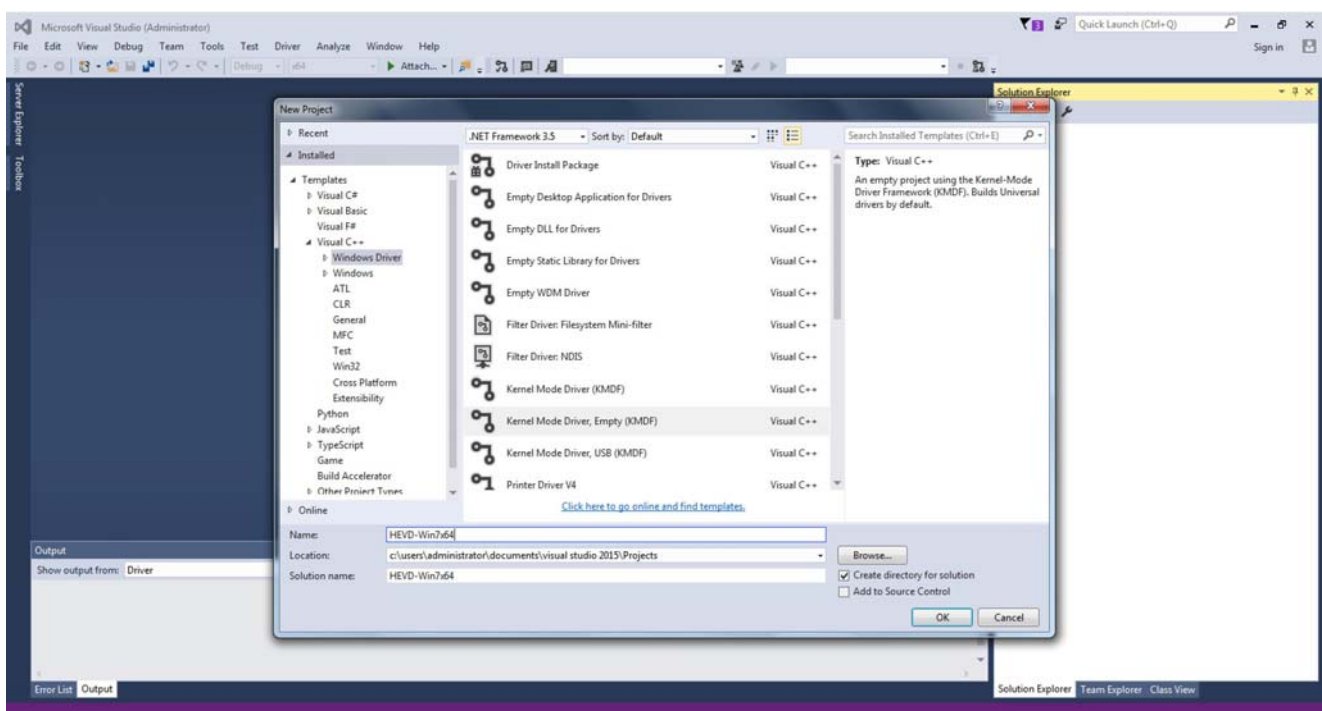 Microsoft Visual Studio (Administrator)
3
Quick Launch (Ctrl+Q)
File Edit View Debug Team Tools Test Driver Analyze Window Help
Sign in
Debug x64 Attach...
Server Explorer
Toolbox
Solution Explorer
New Project
Recent
.NET Framework 3.5 Sort by: Default
Search Installed Templates (Ctrl+E)
Installed
Templates
Visual C#
Visual Basic
Visual F#
Visual C++
Windows Driver
Windows
ATL
CLR
General
MFC
Test
Win32
Cross Platform
Extensibility
Python
JavaScript
TypeScript
Game
Build Accelerator
Other Project Types
Online
Driver Install Package Visual C++
Empty Desktop Application for Drivers Visual C++
Empty DLL for Drivers Visual C++
Empty Static Library for Drivers Visual C++
Empty WDM Driver Visual C++
Filter Driver: Filesystem Mini-filter Visual C++
Filter Driver: NDIS Visual C++
Kernel Mode Driver (KMDF) Visual C++
Kernel Mode Driver, Empty (KMDF) Visual C++
Kernel Mode Driver, USB (KMDF) Visual C++
Printer Driver V4 Visual C++
Click here to go online and find templates.
Type: Visual C++
An empty project using the Kernel-Mode
Driver Framework (KMDF). Builds Universal
drivers by default.
Name: HEVD-Win7x64
Location: c:\users\administrator\documents\visual studio 2015\Projects
Browse...
Solution name: HEVD-Win7x64
Create directory for solution
Add to Source Control
OK Cancel
Output
Show output from: Driver
Error List Output
Solution Explorer Team Explorer Class View